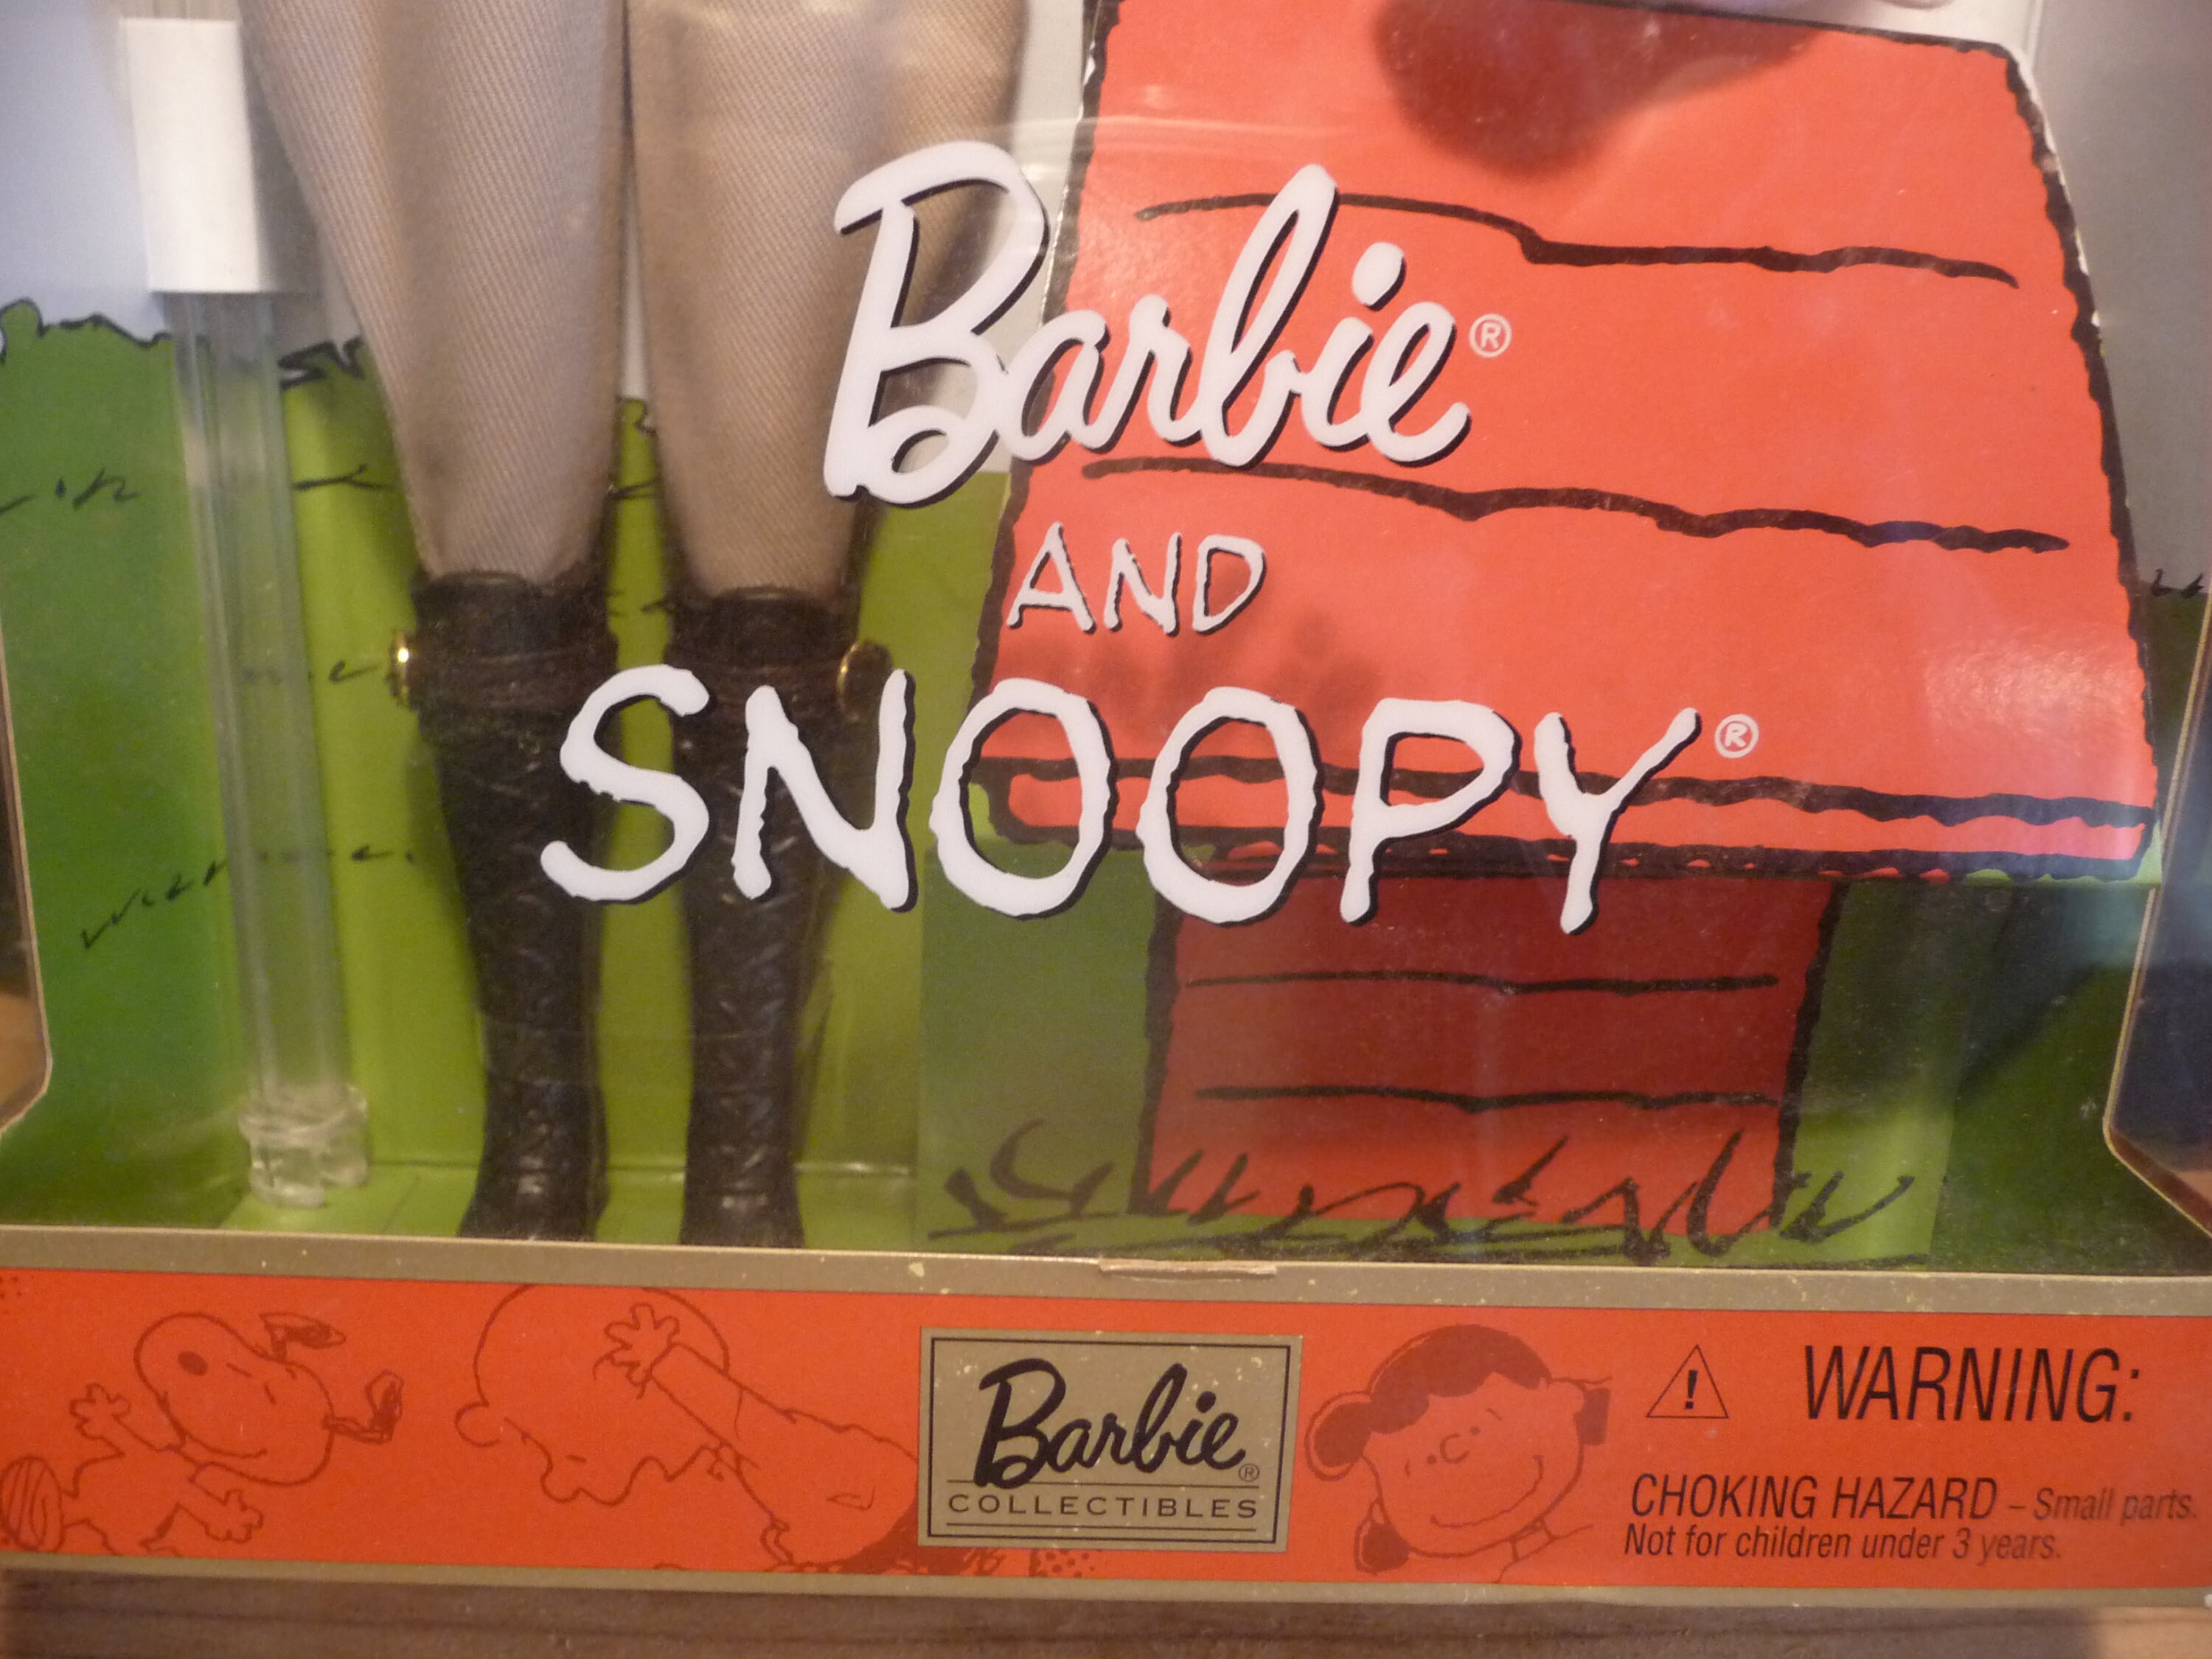 Barbie®
AND
SNOOPY®
Barbie®
COLLECTIBLES
WARNING:
CHOKING HAZARD – Small parts.
Not for children under 3 years.